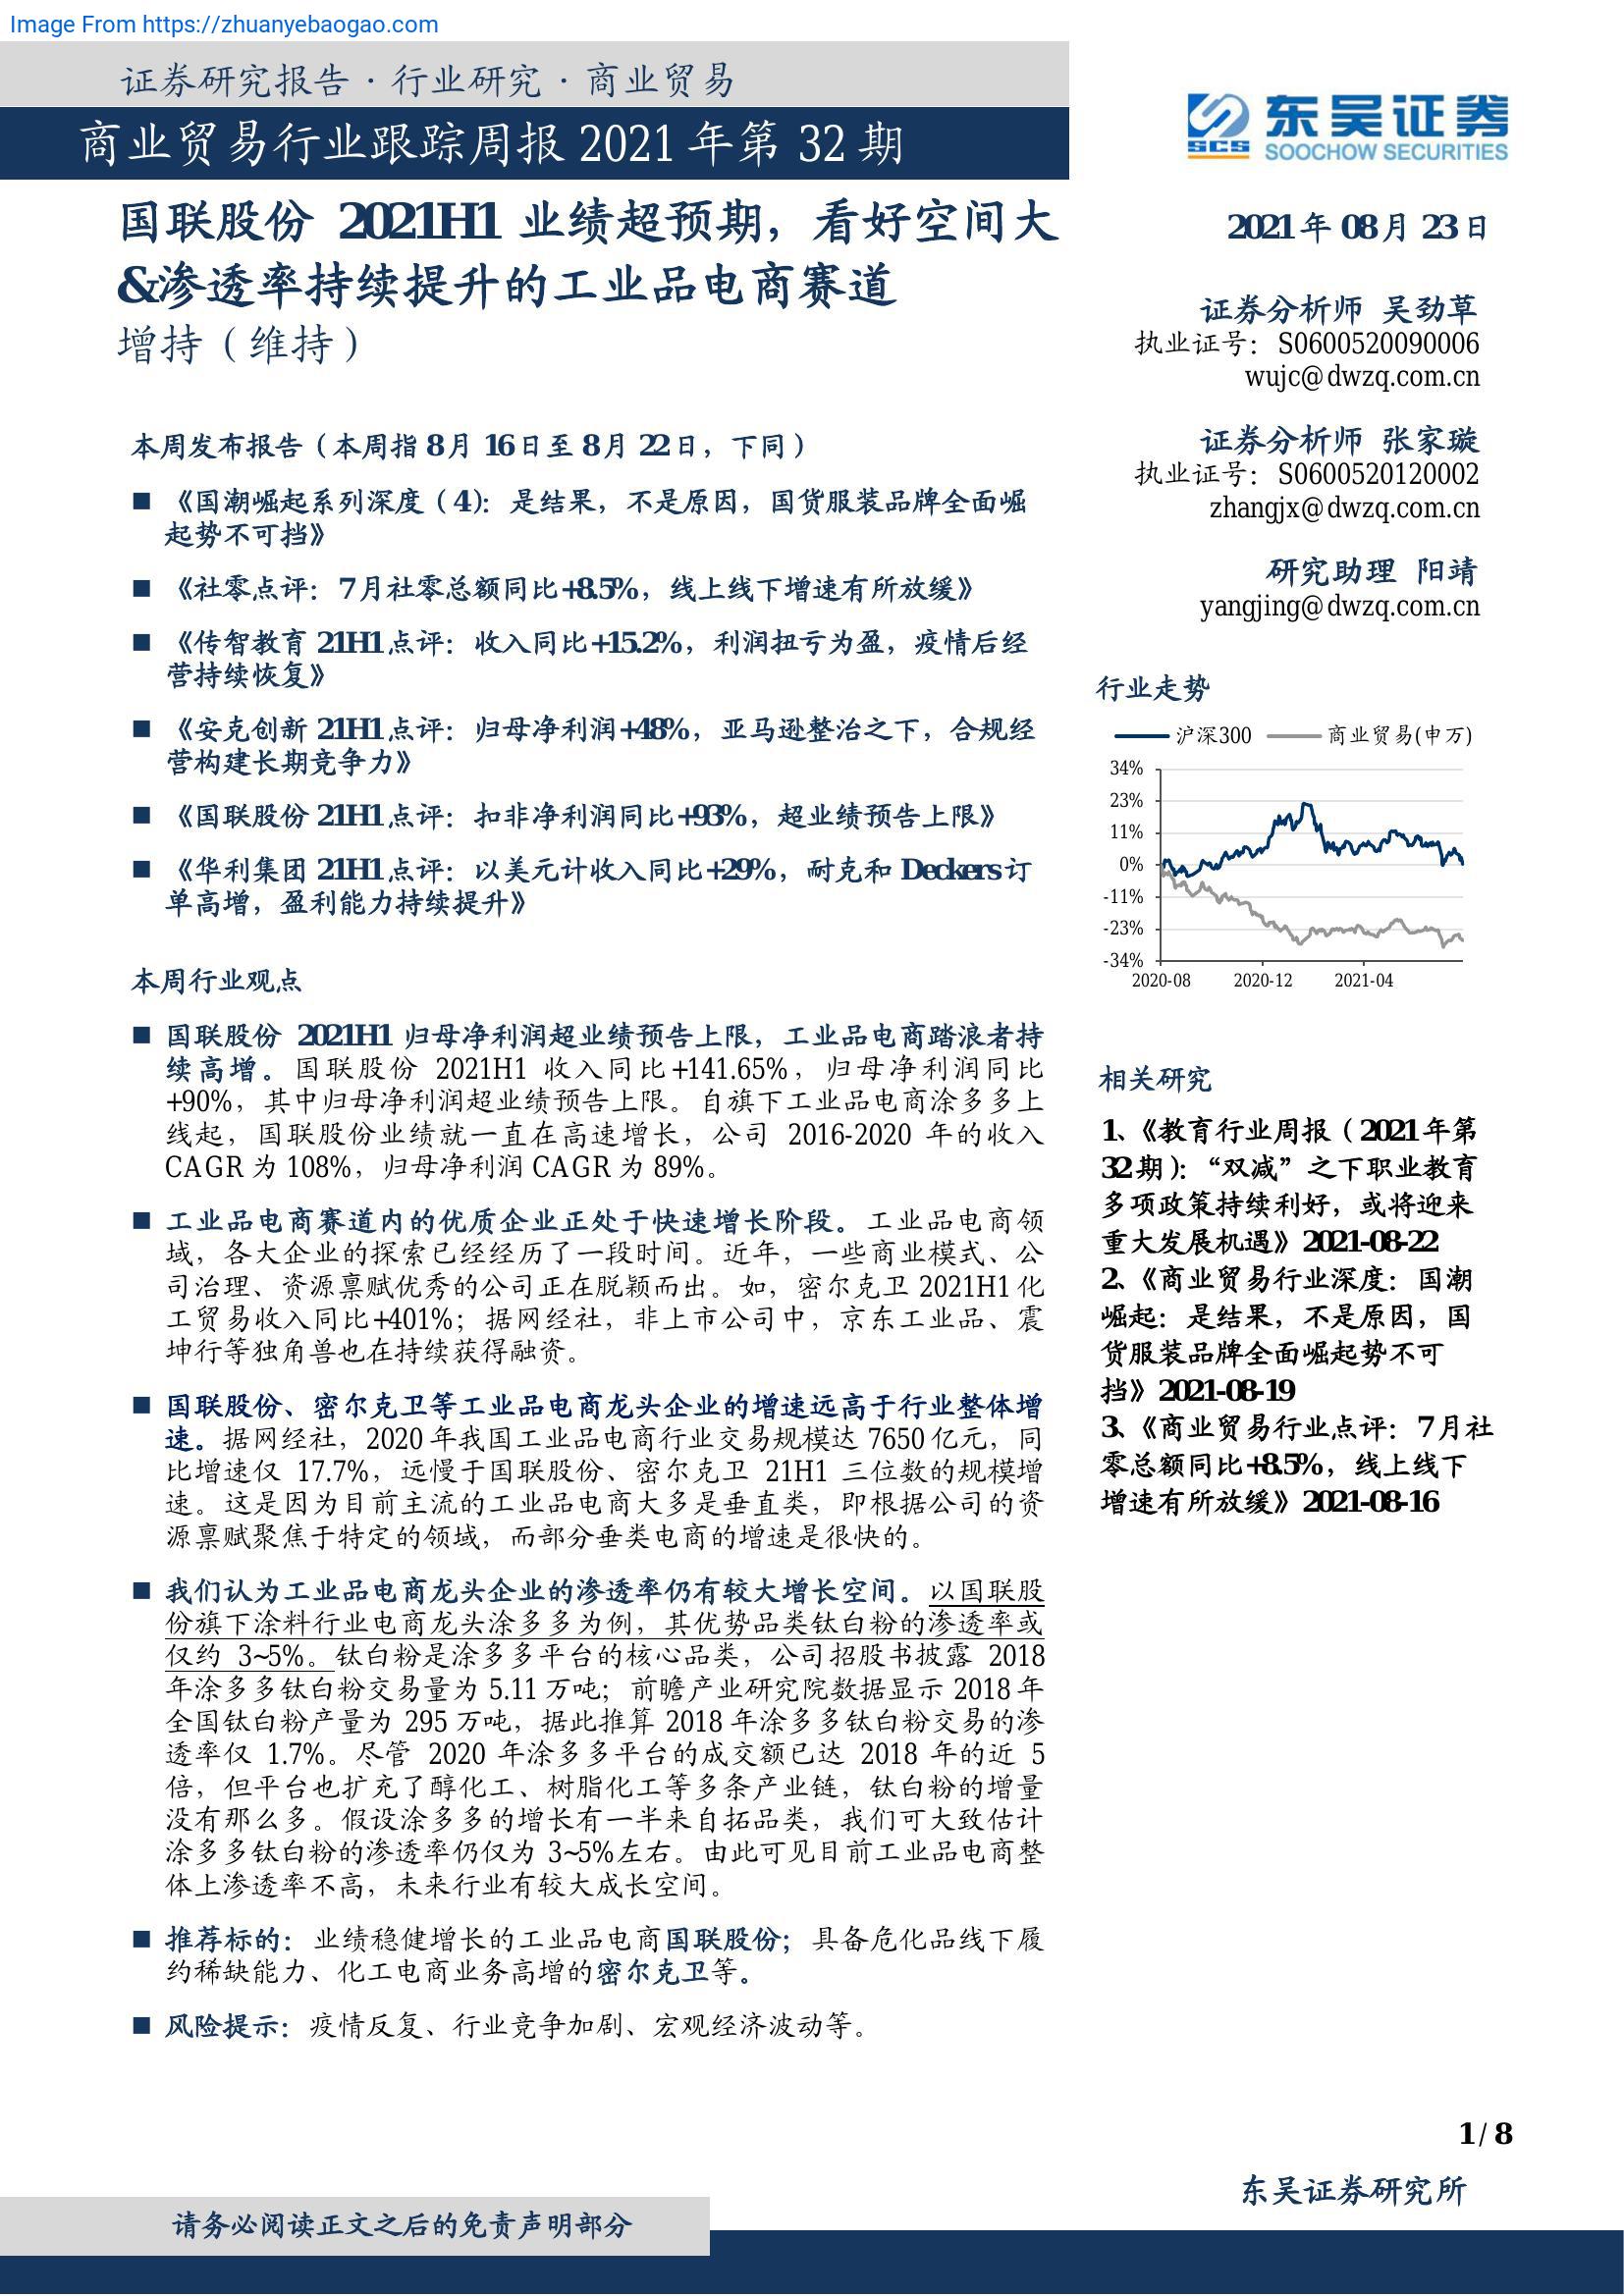 Image From https://zhuanyebaogao.com
证券研究报告·行业研究·商业贸易
商业贸易行业跟踪周报 2021 年第 32 期
东吴证券
SCS
SOOCHOW SECURITIES
国联股份 2021H1 业绩超预期，看好空间大
&渗透率持续提升的工业品电商赛道
增持（维持）
本周发布报告（本周指 8 月 16 日至 8 月 22 日，下同）
■ 《国潮崛起系列深度（4）：是结果，不是原因，国货服装品牌全面崛
起势不可挡》
■ 《社零点评：7 月社零总额同比+8.5%，线上线下增速有所放缓》
■ 《传智教育 21H1 点评：收入同比+15.2%，利润扭亏为盈，疫情后经
营持续恢复》
■ 《安克创新 21H1 点评：归母净利润+48%，亚马逊整治之下，合规经
营构建长期竞争力》
■ 《国联股份 21H1 点评：扣非净利润同比+93%，超业绩预告上限》
■ 《华利集团 21H1 点评：以美元计收入同比+29%，耐克和 Deckers 订
单高增，盈利能力持续提升》
本周行业观点
■ 国联股份 2021H1 归母净利润超业绩预告上限，工业品电商踏浪者持
续高增。国联股份 2021H1 收入同比+141.65%，归母净利润同比
+90%，其中归母净利润超业绩预告上限。自旗下工业品电商涂多多上
线起，国联股份业绩就一直在高速增长，公司 2016-2020 年的收入
CAGR 为 108%，归母净利润 CAGR 为 89%。
■ 工业品电商赛道内的优质企业正处于快速增长阶段。工业品电商领
域，各大企业的探索已经经历了一段时间。近年，一些商业模式、公
司治理、资源禀赋优秀的公司正在脱颖而出。如，密尔克卫 2021H1 化
工贸易收入同比+401%；据网经社，非上市公司中，京东工业品、震
坤行等独角兽也在持续获得融资。
■ 国联股份、密尔克卫等工业品电商龙头企业的增速远高于行业整体增
速。据网经社，2020 年我国工业品电商行业交易规模达 7650 亿元，同
比增速仅 17.7%，远慢于国联股份、密尔克卫 21H1 三位数的规模增
速。这是因为目前主流的工业品电商大多是垂直类，即根据公司的资
源禀赋聚焦于特定的领域，而部分垂类电商的增速是很快的。
■ 我们认为工业品电商龙头企业的渗透率仍有较大增长空间。以国联股
份旗下涂料行业电商龙头涂多多为例，其优势品类钛白粉的渗透率或
仅约 3~5%。钛白粉是涂多多平台的核心品类，公司招股书披露 2018
年涂多多钛白粉交易量为 5.11 万吨；前瞻产业研究院数据显示 2018 年
全国钛白粉产量为 295 万吨，据此推算 2018 年涂多多钛白粉交易的渗
透率仅 1.7%。尽管 2020 年涂多多平台的成交额已达 2018 年的近 5
倍，但平台也扩充了醇化工、树脂化工等多条产业链，钛白粉的增量
没有那么多。假设涂多多的增长有一半来自拓品类，我们可大致估计
涂多多钛白粉的渗透率仍仅为 3~5%左右。由此可见目前工业品电商整
体上渗透率不高，未来行业有较大成长空间。
■ 推荐标的：业绩稳健增长的工业品电商国联股份；具备危化品线下履
约稀缺能力、化工电商业务高增的密尔克卫等。
■ 风险提示：疫情反复、行业竞争加剧、宏观经济波动等。
2021 年 08 月 23 日
证券分析师 吴劲草
执业证号：S0600520090006
wujc@dwzq.com.cn
证券分析师 张家璇
执业证号：S0600520120002
zhangjx@dwzq.com.cn
研究助理 阳靖
yangjing@dwzq.com.cn
行业走势
沪深300 商业贸易(申万)
34%
23%
11%
0%
-11%
-23%
-34%
2020-08 2020-12 2021-04
相关研究
1、《教育行业周报（2021 年第
32 期）：“双减”之下职业教育
多项政策持续利好，或将迎来
重大发展机遇》2021-08-22
2、《商业贸易行业深度：国潮
崛起：是结果，不是原因，国
货服装品牌全面崛起势不可
挡》2021-08-19
3、《商业贸易行业点评：7 月社
零总额同比+8.5%，线上线下
增速有所放缓》2021-08-16
1 / 8
东吴证券研究所
请务必阅读正文之后的免责声明部分